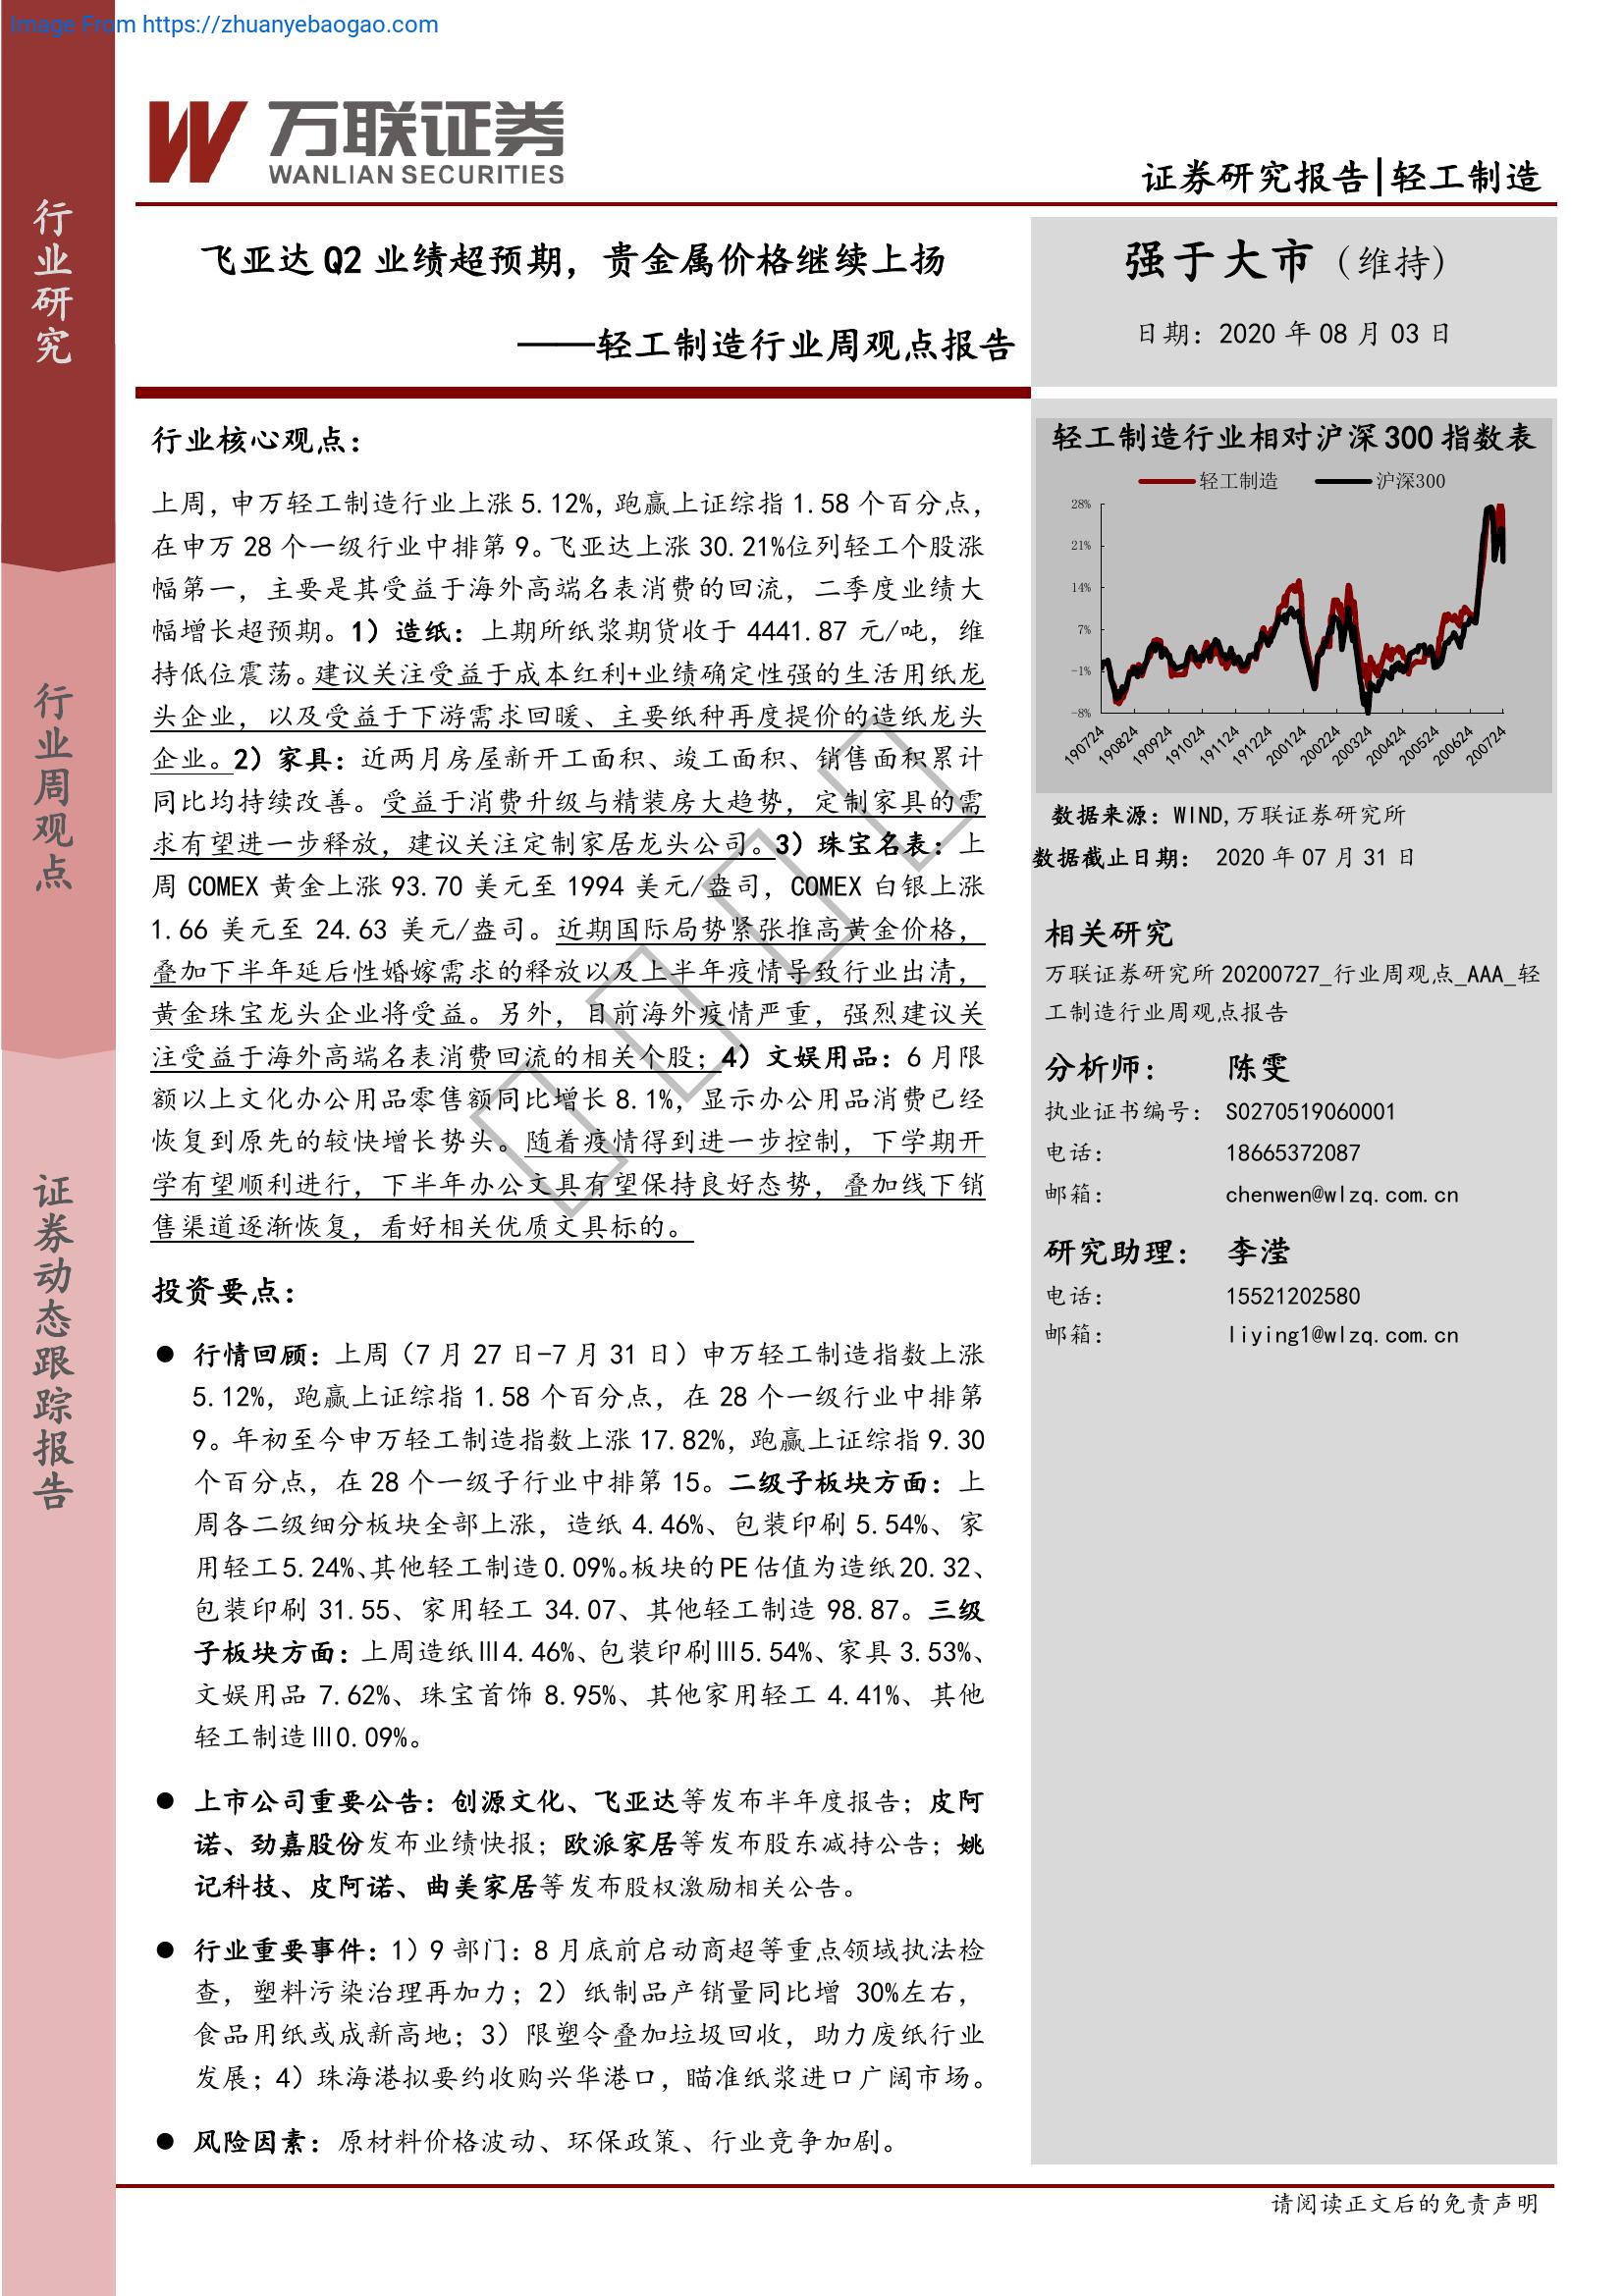 Image From https://zhuanyebaogao.com
万联证券
WANLIAN SECURITIES
证券研究报告|轻工制造
行业研究
行业周观点
证券动态跟踪报告
飞亚达 Q2 业绩超预期，贵金属价格继续上扬
——轻工制造行业周观点报告
强于大市（维持）
日期：2020 年 08 月 03 日
行业核心观点：
上周，申万轻工制造行业上涨 5.12%，跑赢上证综指 1.58 个百分点，
在申万 28 个一级行业中排第 9。飞亚达上涨 30.21%位列轻工个股涨
幅第一，主要是其受益于海外高端名表消费的回流，二季度业绩大
幅增长超预期。1）造纸：上期所纸浆期货收于 4441.87 元/吨，维
持低位震荡。建议关注受益于成本红利+业绩确定性强的生活用纸龙
头企业，以及受益于下游需求回暖、主要纸种再度提价的造纸龙头
企业。2）家具：近两月房屋新开工面积、竣工面积、销售面积累计
同比均持续改善。受益于消费升级与精装房大趋势，定制家具的需
求有望进一步释放，建议关注定制家居龙头公司。3）珠宝名表：上
周 COMEX 黄金上涨 93.70 美元至 1994 美元/盎司，COMEX 白银上涨
1.66 美元至 24.63 美元/盎司。近期国际局势紧张推高黄金价格，
叠加下半年延后性婚嫁需求的释放以及上半年疫情导致行业出清，
黄金珠宝龙头企业将受益。另外，目前海外疫情严重，强烈建议关
注受益于海外高端名表消费回流的相关个股；4）文娱用品：6 月限
额以上文化办公用品零售额同比增长 8.1%，显示办公用品消费已经
恢复到原先的较快增长势头。随着疫情得到进一步控制，下学期开
学有望顺利进行，下半年办公文具有望保持良好态势，叠加线下销
售渠道逐渐恢复，看好相关优质文具标的。
投资要点：
● 行情回顾：上周（7 月 27 日-7 月 31 日）申万轻工制造指数上涨
5.12%，跑赢上证综指 1.58 个百分点，在 28 个一级行业中排第
9。年初至今申万轻工制造指数上涨 17.82%，跑赢上证综指 9.30
个百分点，在 28 个一级子行业中排第 15。二级子板块方面：上
周各二级细分板块全部上涨，造纸 4.46%、包装印刷 5.54%、家
用轻工 5.24%、其他轻工制造 0.09%。板块的 PE 估值为造纸 20.32、
包装印刷 31.55、家用轻工 34.07、其他轻工制造 98.87。三级
子板块方面：上周造纸Ⅲ4.46%、包装印刷Ⅲ5.54%、家具 3.53%、
文娱用品 7.62%、珠宝首饰 8.95%、其他家用轻工 4.41%、其他
轻工制造Ⅲ0.09%。
● 上市公司重要公告：创源文化、飞亚达等发布半年度报告；皮阿
诺、劲嘉股份发布业绩快报；欧派家居等发布股东减持公告；姚
记科技、皮阿诺、曲美家居等发布股权激励相关公告。
● 行业重要事件：1）9 部门：8 月底前启动商超等重点领域执法检
查，塑料污染治理再加力；2）纸制品产销量同比增 30%左右，
食品用纸或成新高地；3）限塑令叠加垃圾回收，助力废纸行业
发展；4）珠海港拟要约收购兴华港口，瞄准纸浆进口广阔市场。
● 风险因素：原材料价格波动、环保政策、行业竞争加剧。
轻工制造行业相对沪深 300 指数表
轻工制造 沪深300
28%
21%
14%
7%
-1%
-8%
190724 190824 190924 191024 191124 191224 200124 200224 200324 200424 200524 200624 200724
数据来源：WIND,万联证券研究所
数据截止日期： 2020 年 07 月 31 日
相关研究
万联证券研究所 20200727_行业周观点_AAA_轻
工制造行业周观点报告
分析师： 陈雯
执业证书编号： S0270519060001
电话： 18665372087
邮箱： chenwen@wlzq.com.cn
研究助理： 李滢
电话： 15521202580
邮箱： liying1@wlzq.com.cn
请阅读正文后的免责声明